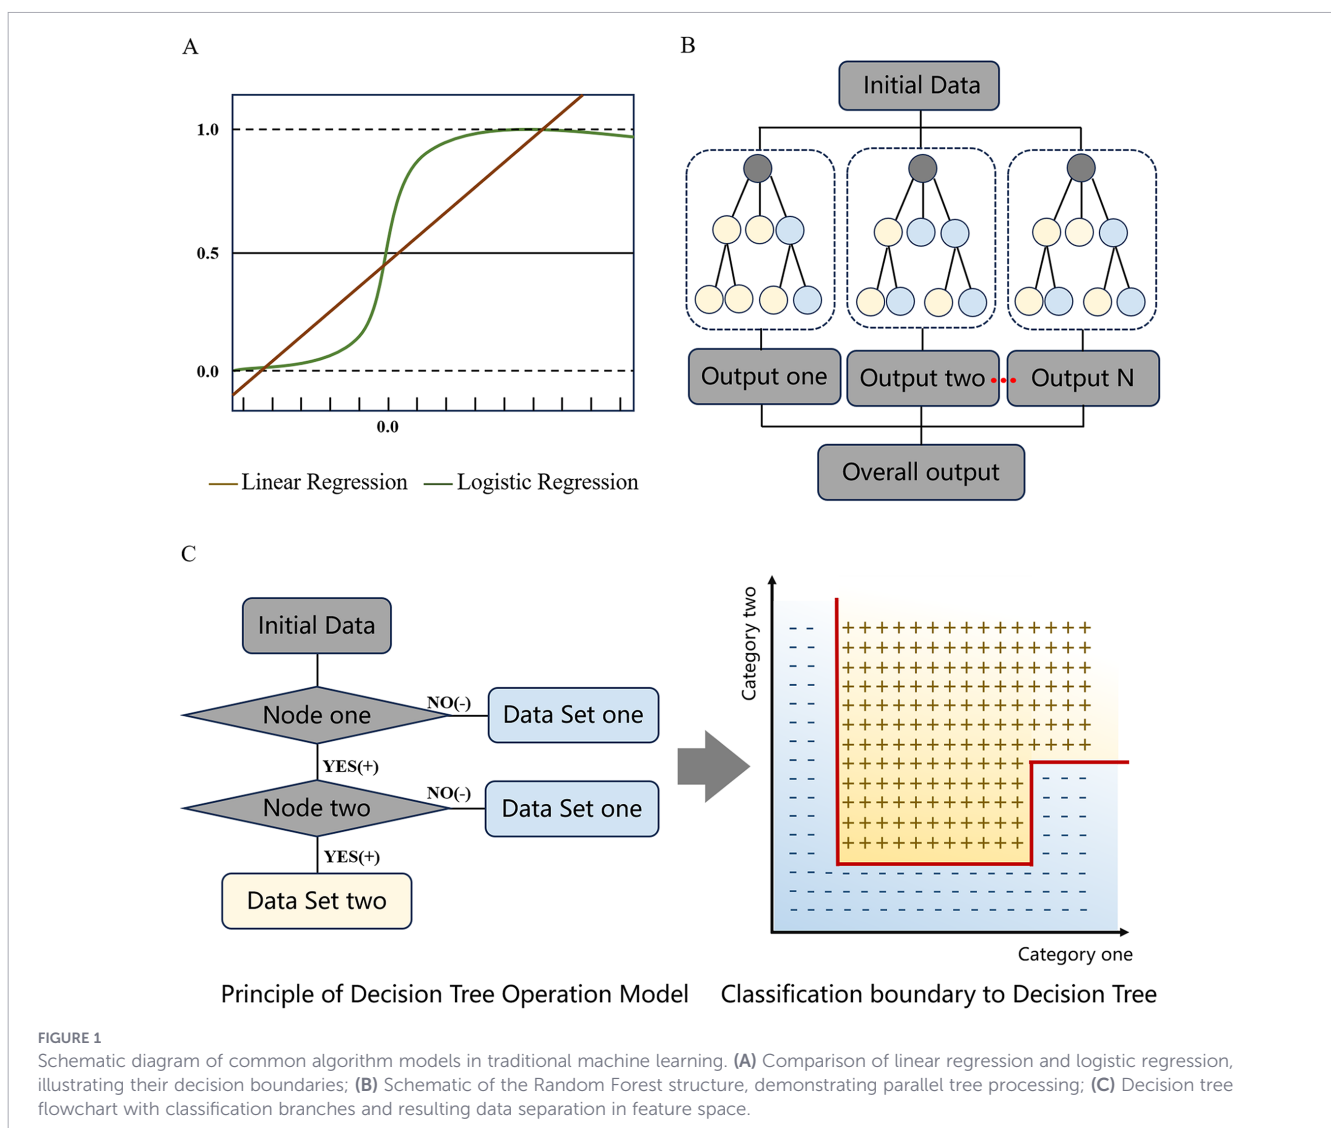 A
1.0
0.5
0.0
0.0
Linear Regression
Logistic Regression
B
Initial Data
Output one
Output two
Output N
Overall output
C
Initial Data
Node one
NO(-)
Data Set one
YES(+)
Node two
NO(-)
Data Set one
YES(+)
Data Set two
Principle of Decision Tree Operation Model
Category two
Category one
Classification boundary to Decision Tree
FIGURE 1
Schematic diagram of common algorithm models in traditional machine learning. (A) Comparison of linear regression and logistic regression,
illustrating their decision boundaries; (B) Schematic of the Random Forest structure, demonstrating parallel tree processing; (C) Decision tree
flowchart with classification branches and resulting data separation in feature space.